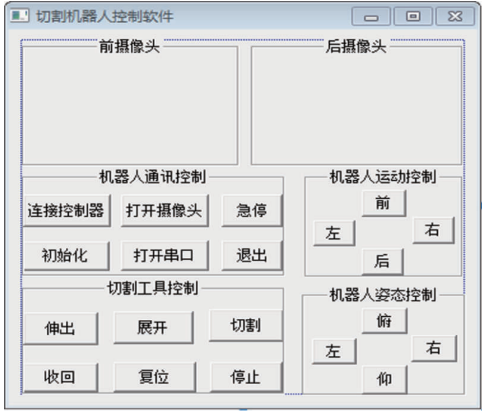 切割机器人控制软件
前摄像头 后摄像头
机器人通讯控制 机器人运动控制
连接控制器 打开摄像头 急停
前
左 右
初始化 打开串口 退出
后
切割工具控制 机器人姿态控制
伸出 展开 切割
俯
左 右
收回 复位 停止
仰